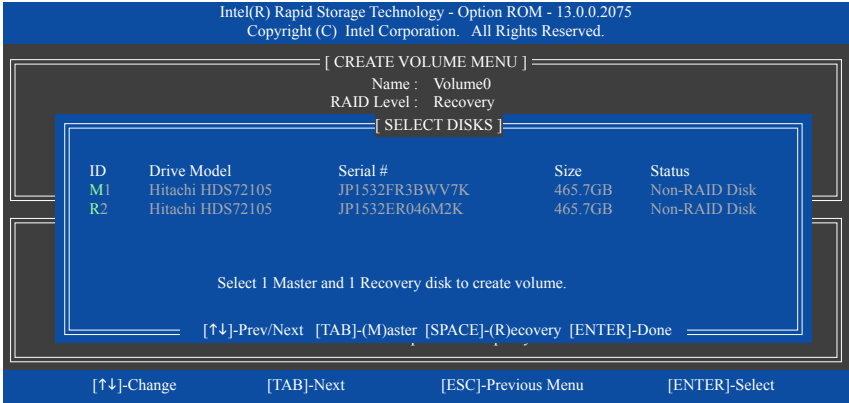 Intel(R) Rapid Storage Technology - Option ROM - 13.0.0.2075
Copyright (C) Intel Corporation. All Rights Reserved.
[ CREATE VOLUME MENU ]
Name : Volume0
RAID Level : Recovery
[ SELECT DISKS ]
ID Drive Model Serial # Size Status
M1 Hitachi HDS72105 JP1532FR3BWV7K 465.7GB Non-RAID Disk
R2 Hitachi HDS72105 JP1532ER046M2K 465.7GB Non-RAID Disk
Select 1 Master and 1 Recovery disk to create volume.
[↑↓]-Prev/Next [TAB]-(M)aster [SPACE]-(R)ecovery [ENTER]-Done
[↑↓]-Change [TAB]-Next [ESC]-Previous Menu [ENTER]-Select